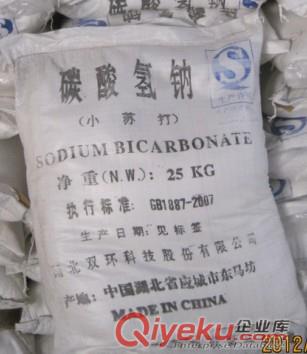 碳酸氢钠
(小苏打)
SODIUM BICARBONATE
净重(N.W.): 25 KG
执行标准: GB1887-2007
生产日期:见标签
湖北双环科技股份有限公司
产地: 中国湖北省应城市东马坊
MADE IN CHINA
Qiyeku.com 企业库
2012